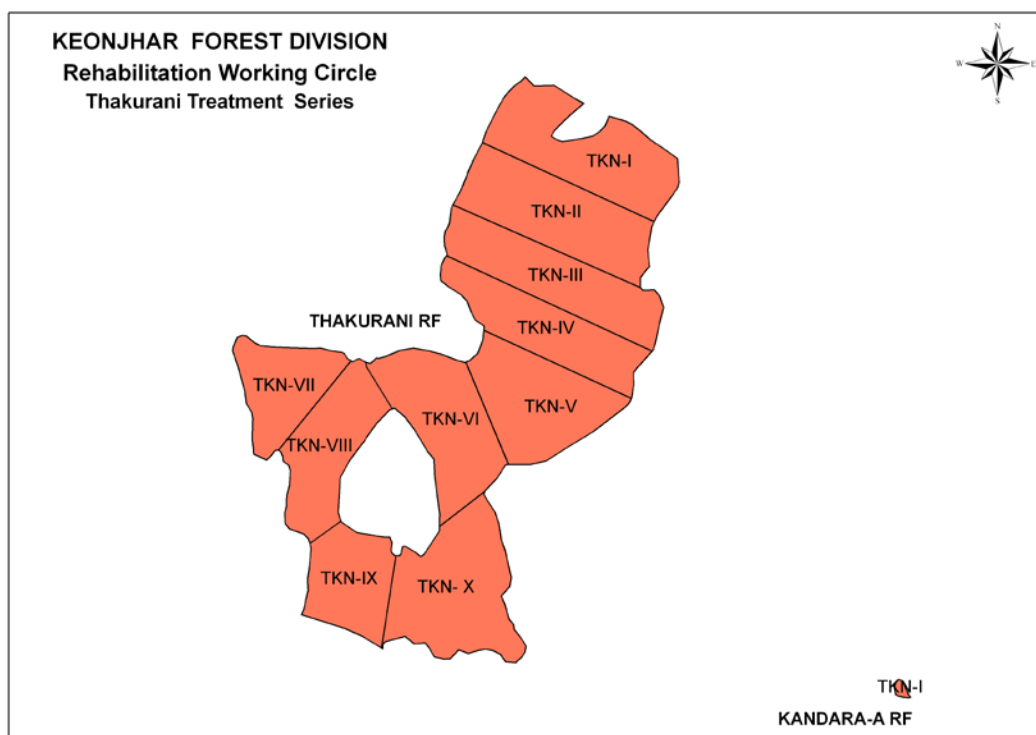 KEONJHAR FOREST DIVISION
Rehabilitation Working Circle
Thakurani Treatment Series
N
W E
S
TKN-I
TKN-II
TKN-III
THAKURANI RF
TKN-IV
TKN-VII
TKN-V
TKN-VI
TKN-VIII
TKN-IX
TKN- X
TKN-I
KANDARA-A RF